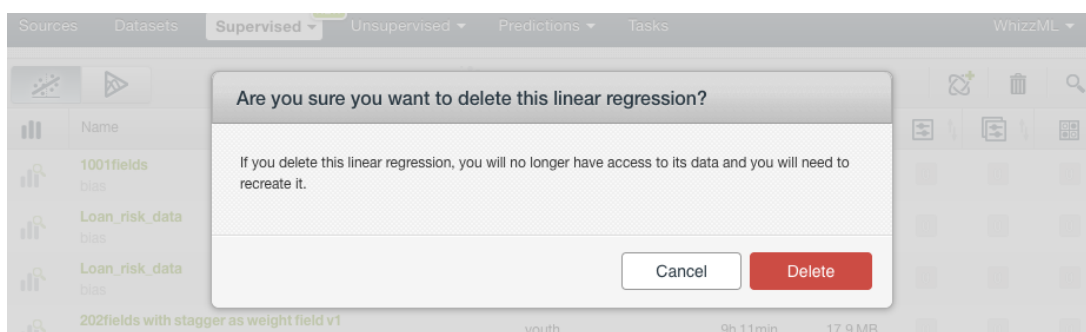 Sources Datasets Supervised Unsupervised Predictions Tasks WhizzML
Are you sure you want to delete this linear regression?
Name
If you delete this linear regression, you will no longer have access to its data and you will need to
recreate it.
1001fields
bias
Loan_risk_data
bias
Cancel Delete
Loan_risk_data
bias
202fields with stagger as weight field v1
youth 9h 11min 17.9 MB